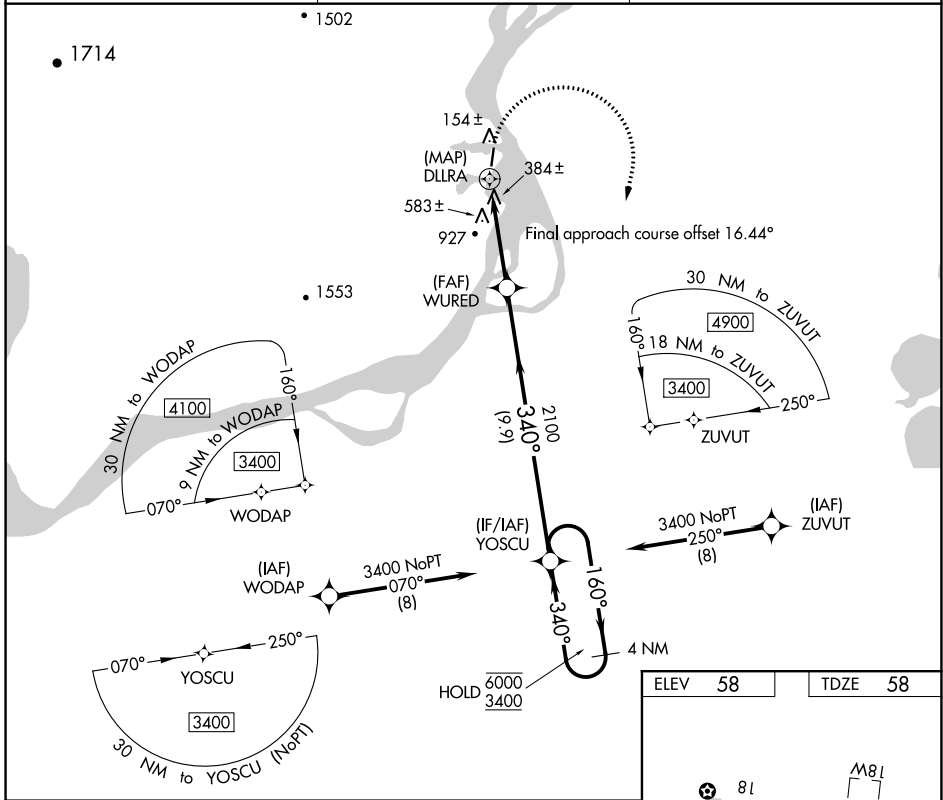 1502
1714
154±
(MAP)
DLLRA
384±
583±
927
Final approach course offset 16.44°
(FAF)
WURED
1553
30 NM to ZUVUT
4900
160°
18 NM to ZUVUT
3400
250°
ZUVUT
30 NM to WODAP
4100
160°
9 NM to WODAP
3400
070°
WODAP
340°
2100
(9.9)
(IF/IAF)
YOSCU
3400 NoPT
250°
(8)
(IAF)
ZUVUT
(IAF)
WODAP
3400 NoPT
070°
(8)
340°
160°
4 NM
HOLD 6000
3400
070°
250°
YOSCU
3400
30 NM to YOSCU (NoPT)
ELEV 58
TDZE 58
18
18W